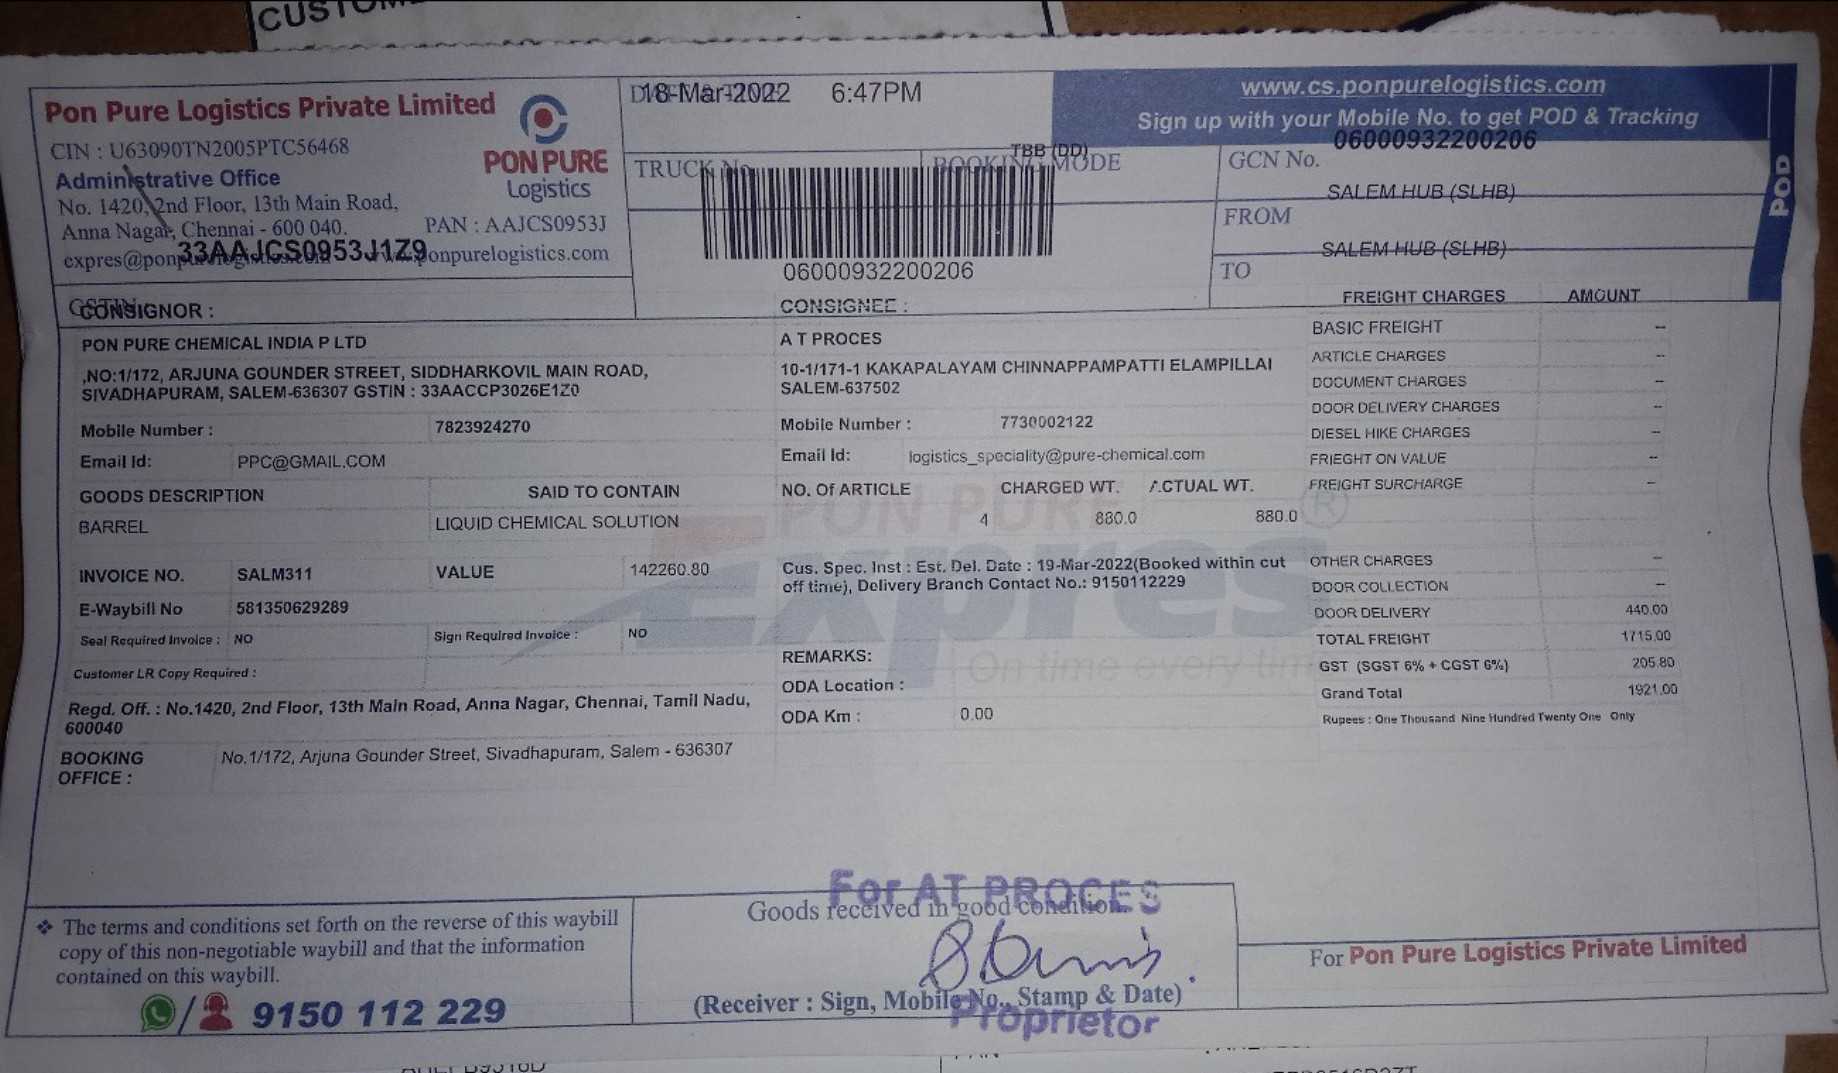 CUSTOM
Pon Pure Logistics Private Limited
CIN : U63090TN2005PTC56468
Administrative Office
No. 1420, 2nd Floor, 13th Main Road,
Anna Nagar, Chennai - 600 040.
PAN : AAJCS0953J
33AAJCS0953J1Z9
PON PURE
Logistics
18-Mar-2022 6:47PM
TRUCK No.
TBB (DD)
BOOKING MODE
06000932200206
www.cs.ponpurelogistics.com
Sign up with your Mobile No. to get POD & Tracking
GCN No. 06000932200206
SALEM HUB (SLHB)
FROM
SALEM HUB (SLHB)
TO
POD
CONSIGNOR :
PON PURE CHEMICAL INDIA P LTD
,NO:1/172, ARJUNA GOUNDER STREET, SIDDHARKOVIL MAIN ROAD,
SIVADHAPURAM, SALEM-636307 GSTIN : 33AACCP3026E1Z0
Mobile Number : 7823924270
Email Id: PPC@GMAIL.COM
GOODS DESCRIPTION SAID TO CONTAIN
BARREL LIQUID CHEMICAL SOLUTION
INVOICE NO. SALM311 VALUE 142260.80
E-Waybill No 581350629289
Seal Required Invoice : NO Sign Required Invoice : NO
Customer LR Copy Required :
Regd. Off. : No.1420, 2nd Floor, 13th Main Road, Anna Nagar, Chennai, Tamil Nadu,
600040
BOOKING No.1/172, Arjuna Gounder Street, Sivadhapuram, Salem - 636307
OFFICE :
CONSIGNEE :
A T PROCES
10-1/171-1 KAKAPALAYAM CHINNAPPAMPATTI ELAMPILLAI
SALEM-637502
Mobile Number : 7730002122
Email Id: logistics_speciality@pure-chemical.com
NO. Of ARTICLE CHARGED WT. ACTUAL WT.
4 880.0 880.0
PON PURE
Expres
On time every tim
Cus. Spec. Inst : Est. Del. Date : 19-Mar-2022(Booked within cut
off time), Delivery Branch Contact No.: 9150112229
REMARKS:
ODA Location :
ODA Km : 0.00
FREIGHT CHARGES AMOUNT
BASIC FREIGHT --
ARTICLE CHARGES --
DOCUMENT CHARGES --
DOOR DELIVERY CHARGES --
DIESEL HIKE CHARGES --
FRIEGHT ON VALUE --
FREIGHT SURCHARGE --
OTHER CHARGES --
DOOR COLLECTION --
DOOR DELIVERY 440.00
TOTAL FREIGHT 1715.00
GST (SGST 6% + CGST 6%) 205.80
Grand Total 1921.00
Rupees : One Thousand Nine Hundred Twenty One Only
❖ The terms and conditions set forth on the reverse of this waybill
copy of this non-negotiable waybill and that the information
contained on this waybill.
/ 9150 112 229
For AT PROCES
Goods received in good condition.
(Receiver : Sign, Mobile No., Stamp & Date)
Proprietor
For Pon Pure Logistics Private Limited